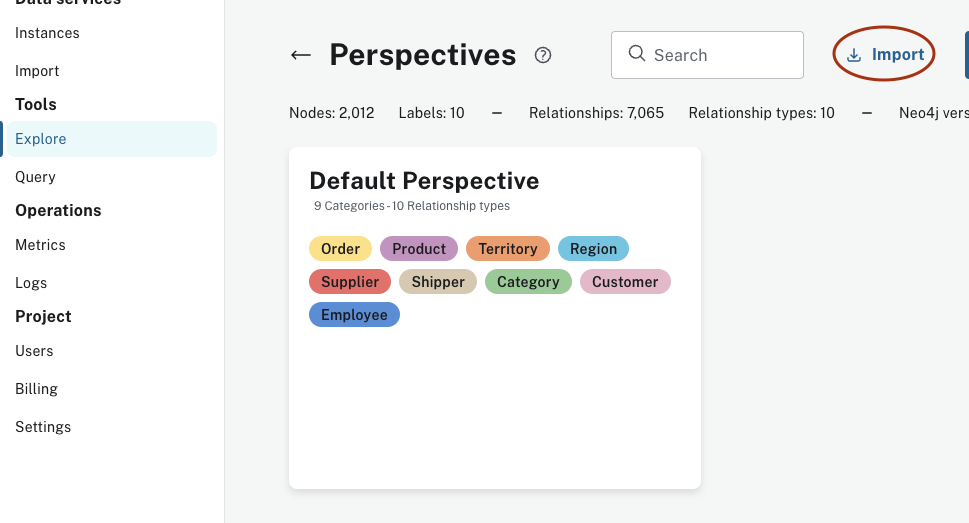 Data services
Instances
Import
Tools
Explore
Query
Operations
Metrics
Logs
Project
Users
Billing
Settings
Perspectives
Search
Import
Nodes: 2,012 Labels: 10 — Relationships: 7,065 Relationship types: 10 — Neo4j vers
Default Perspective
9 Categories - 10 Relationship types
Order Product Territory Region
Supplier Shipper Category Customer
Employee